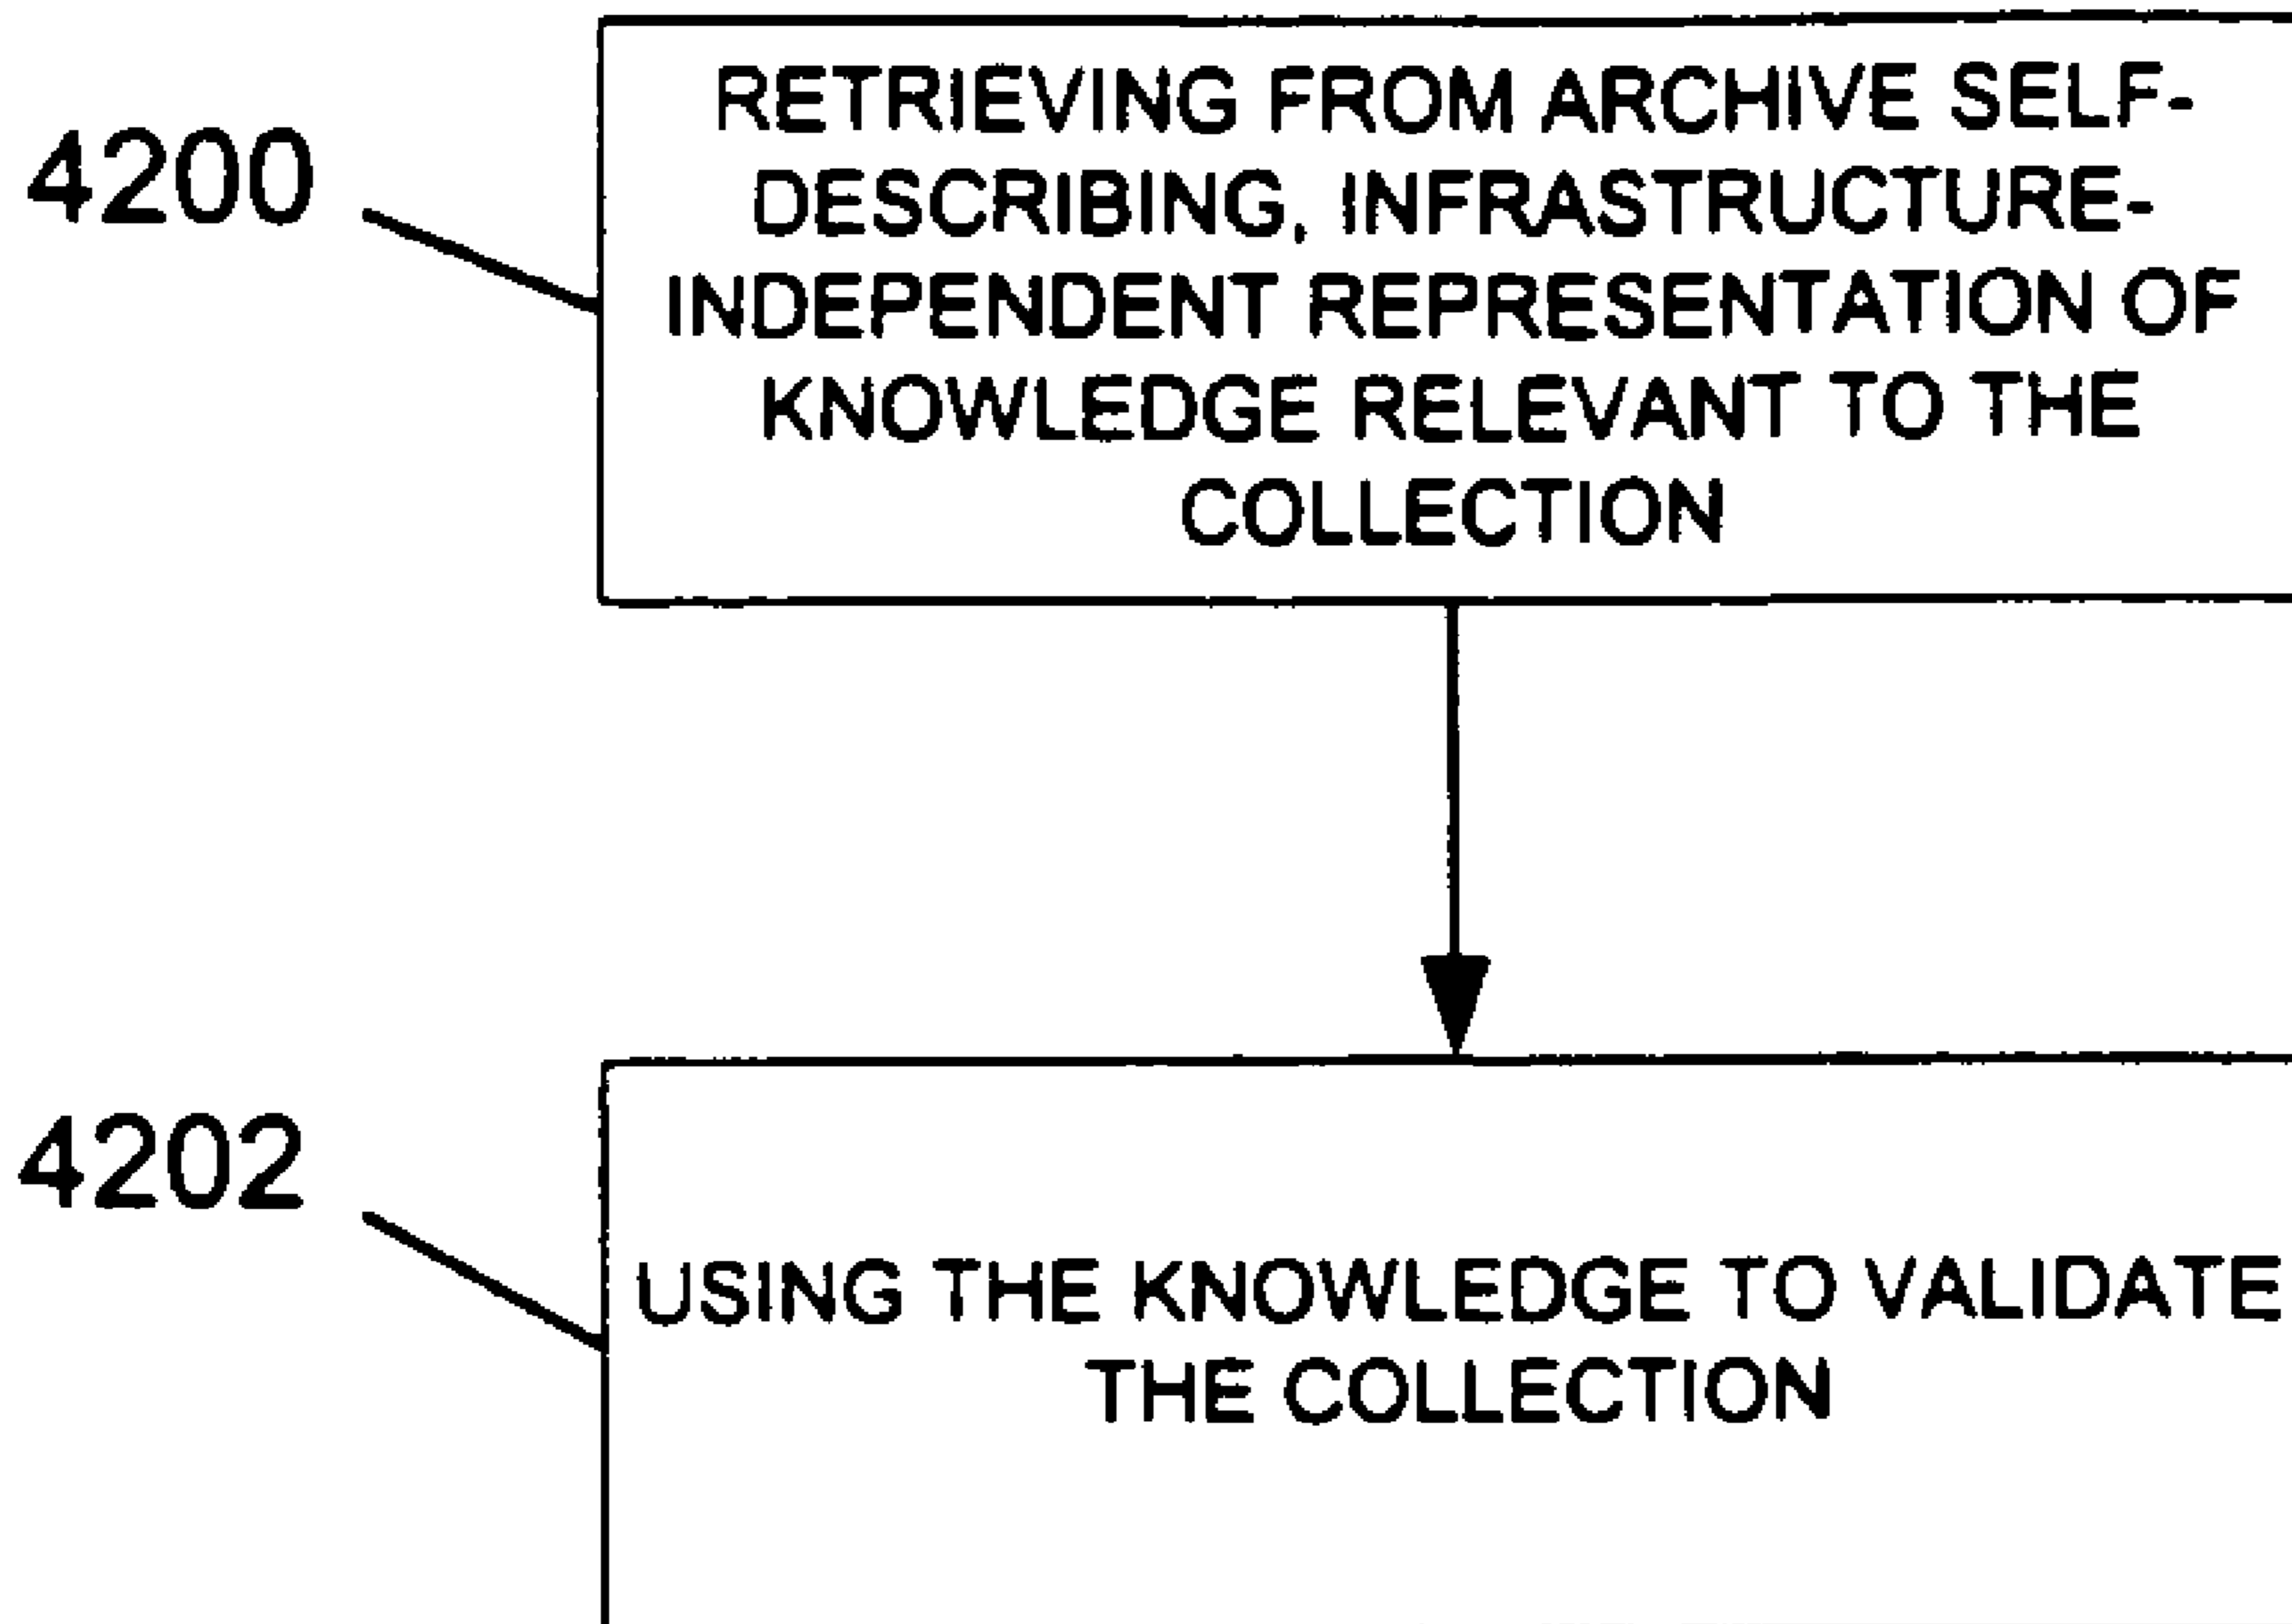 4200
RETRIEVING FROM ARCHIVE SELF-
DESCRIBING, INFRASTRUCTURE-
INDEPENDENT REPRESENTATION OF
KNOWLEDGE RELEVANT TO THE
COLLECTION
4202
USING THE KNOWLEDGE TO VALIDATE
THE COLLECTION